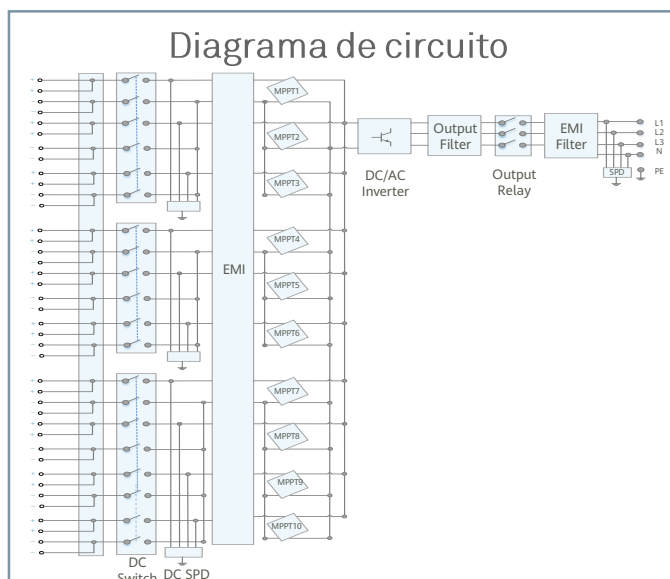 Diagrama de circuito
MPPT1
MPPT2
MPPT3
MPPT4
MPPT5
MPPT6
MPPT7
MPPT8
MPPT9
MPPT10
EMI
DC/AC
Inverter
Output
Filter
Output
Relay
EMI
Filter
SPD
L1
L2
L3
N
PE
DC
Switch
DC SPD